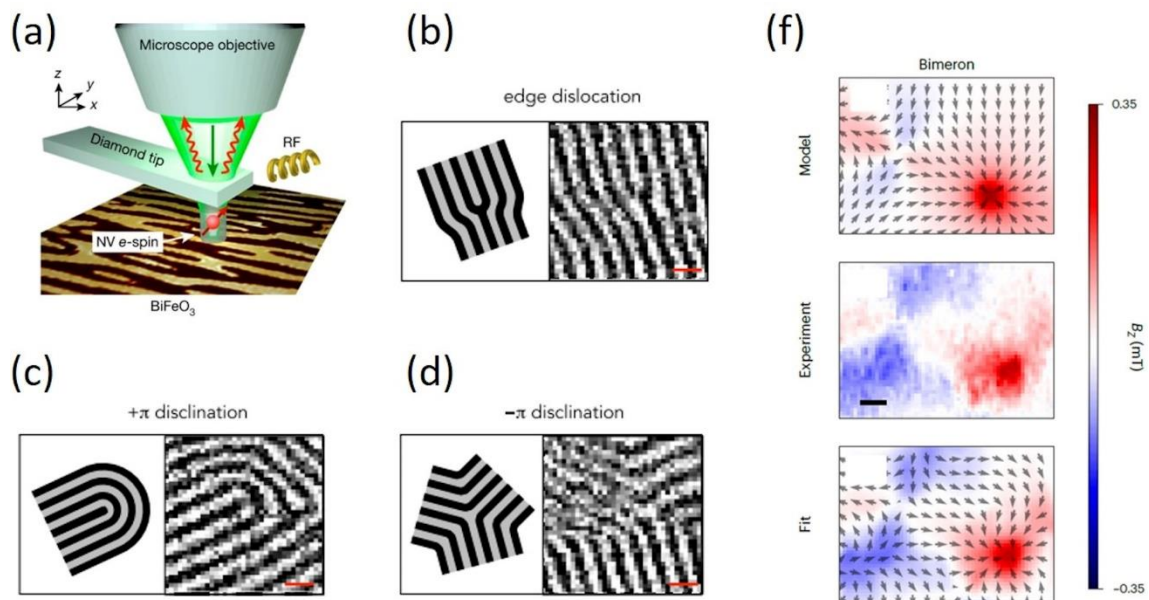 (a)
Microscope objective
z
y
x
Diamond tip
RF
NV e-spin
BiFeO3
(b)
edge dislocation
(c)
+π disclination
(d)
−π disclination
(f)
Bimeron
Model
Experiment
Fit
0.35
BZ (mT)
−0.35